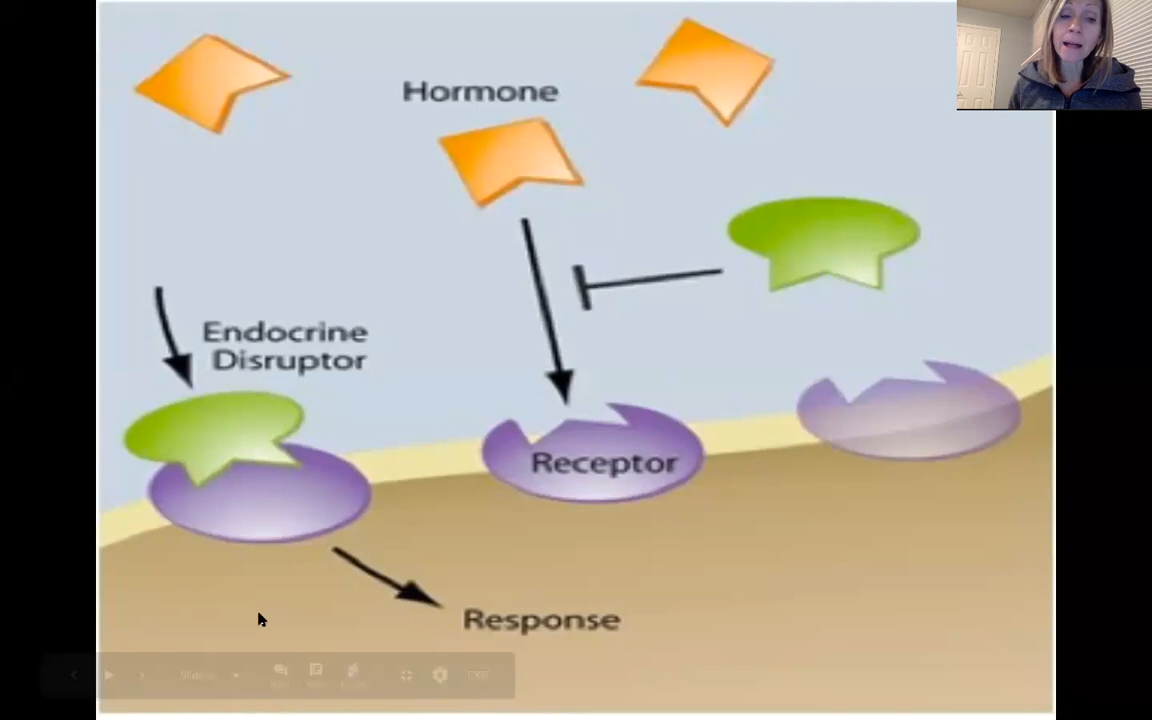 Hormone
Endocrine
Disruptor
Receptor
Response